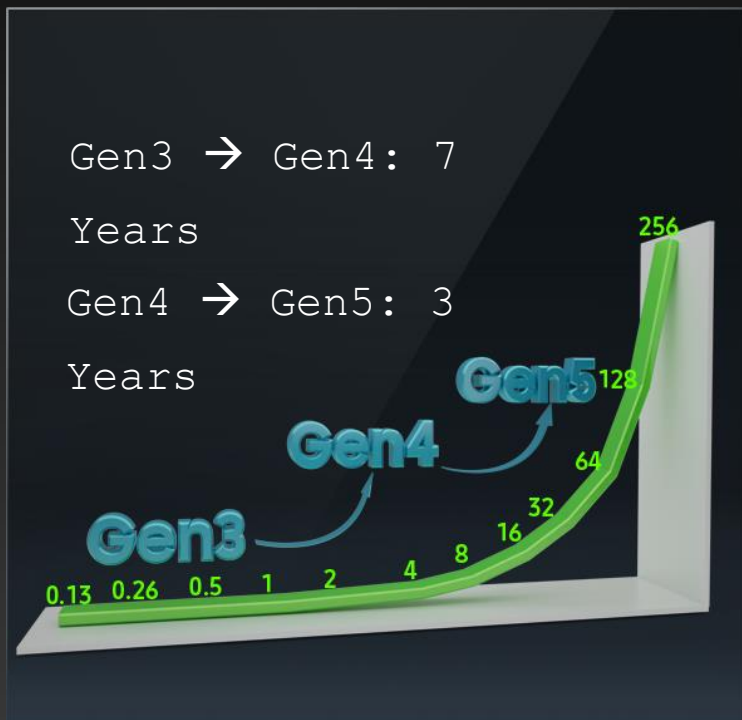 Gen3 → Gen4: 7
Years
Gen4 → Gen5: 3
Years
256
Gen5 128
Gen4
64
32
Gen3
16
8
4
0.13 0.26 0.5 1 2